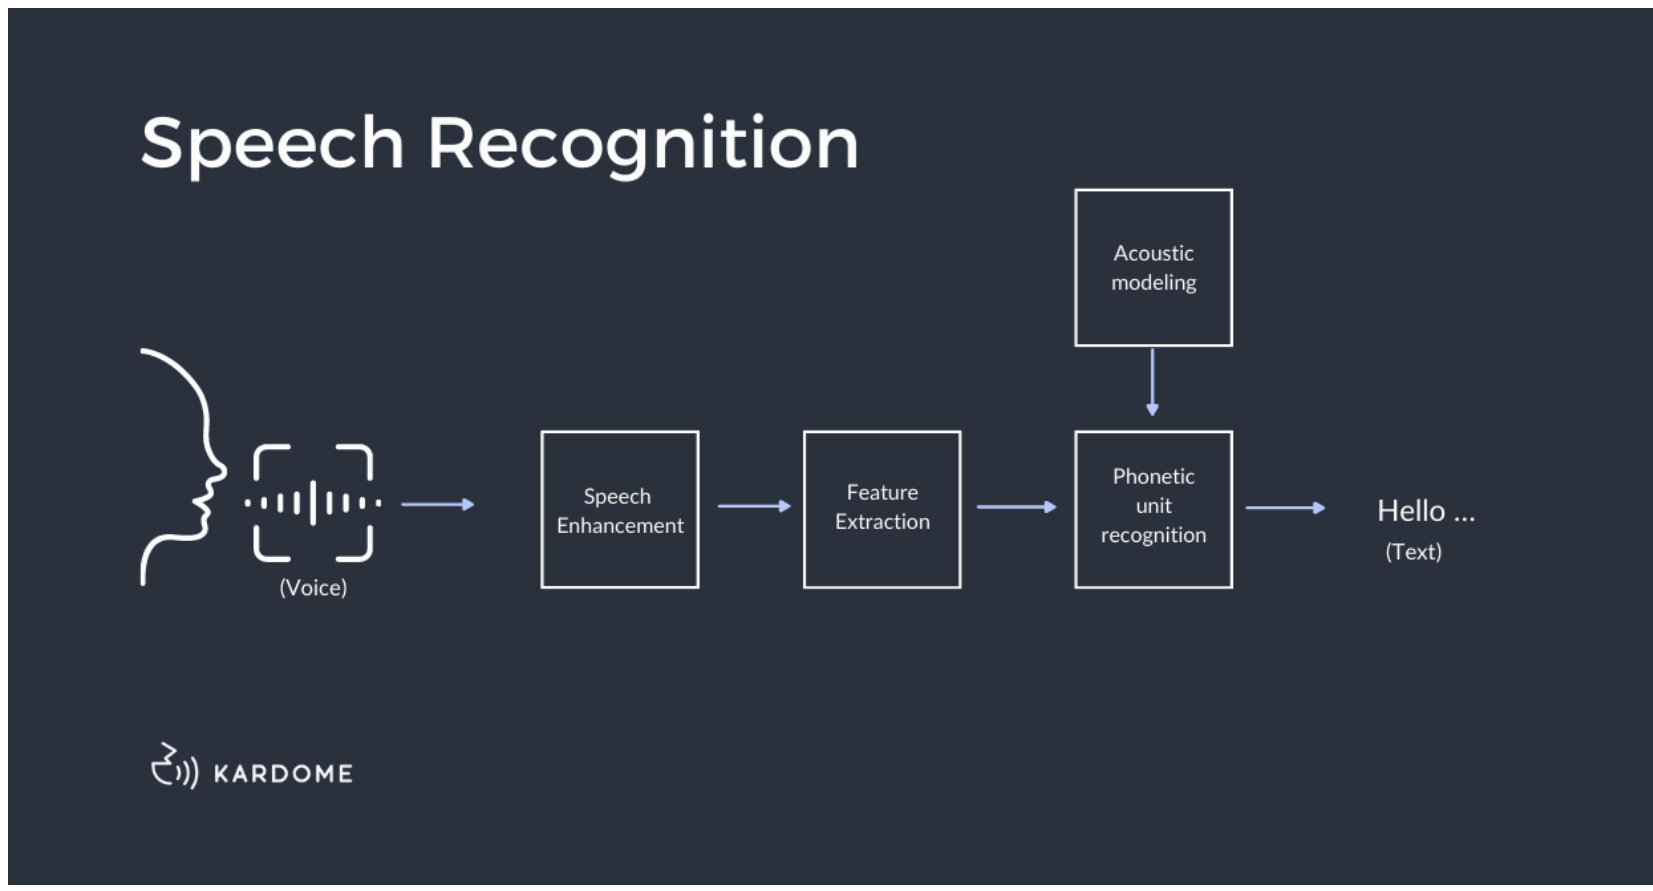 Speech Recognition
Acoustic
modeling
(Voice)
Speech
Enhancement
Feature
Extraction
Phonetic
unit
recognition
Hello ...
(Text)
KARDOME